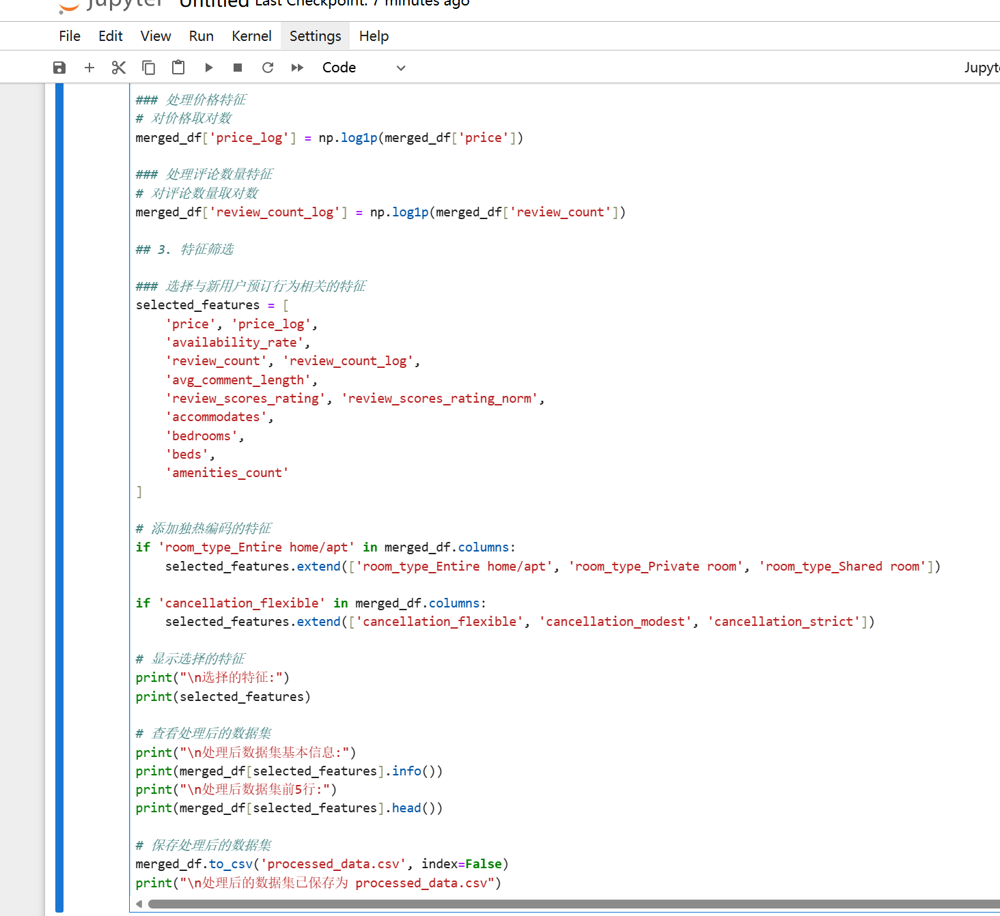 Jupyter Untitled Last Checkpoint: 7 minutes ago
File Edit View Run Kernel Settings Help
Code Jupyt
### 处理价格特征
# 对价格取对数
merged_df['price_log'] = np.log1p(merged_df['price'])
### 处理评论数量特征
# 对评论数量取对数
merged_df['review_count_log'] = np.log1p(merged_df['review_count'])
## 3. 特征筛选
### 选择与新用户预订行为相关的特征
selected_features = [
    'price', 'price_log',
    'availability_rate',
    'review_count', 'review_count_log',
    'avg_comment_length',
    'review_scores_rating', 'review_scores_rating_norm',
    'accommodates',
    'bedrooms',
    'beds',
    'amenities_count'
]
# 添加独热编码的特征
if 'room_type_Entire home/apt' in merged_df.columns:
    selected_features.extend(['room_type_Entire home/apt', 'room_type_Private room', 'room_type_Shared room'])
if 'cancellation_flexible' in merged_df.columns:
    selected_features.extend(['cancellation_flexible', 'cancellation_modest', 'cancellation_strict'])
# 显示选择的特征
print("\n选择的特征:")
print(selected_features)
# 查看处理后的数据集
print("\n处理后数据集基本信息:")
print(merged_df[selected_features].info())
print("\n处理后数据集前5行:")
print(merged_df[selected_features].head())
# 保存处理后的数据集
merged_df.to_csv('processed_data.csv', index=False)
print("\n处理后的数据集已保存为 processed_data.csv")